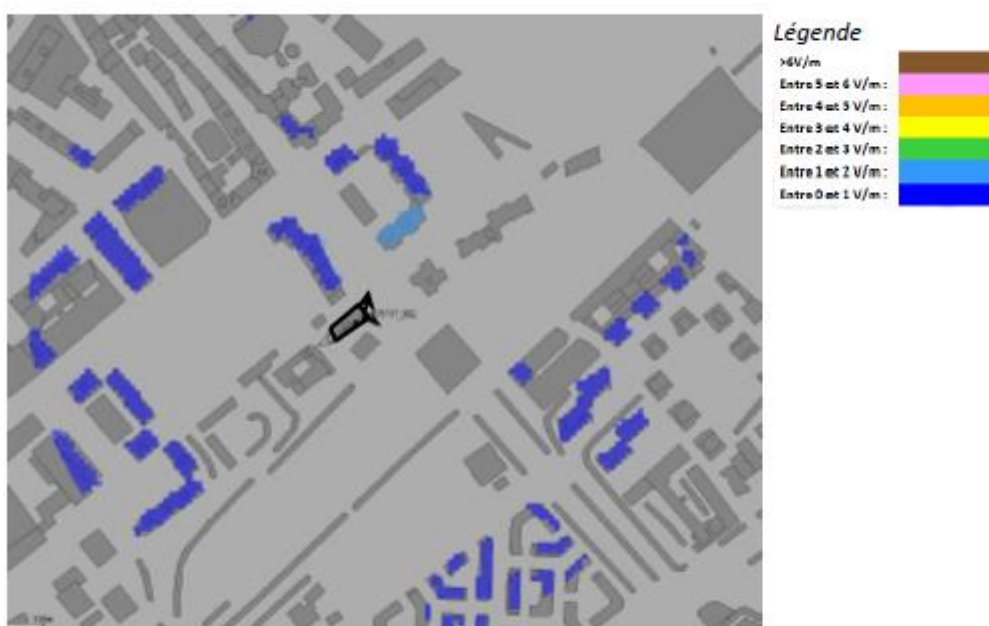 Légende
>6V/m
Entre 5 et 6 V/m :
Entre 4 et 5 V/m :
Entre 3 et 4 V/m :
Entre 2 et 3 V/m :
Entre 1 et 2 V/m :
Entre 0 et 1 V/m :